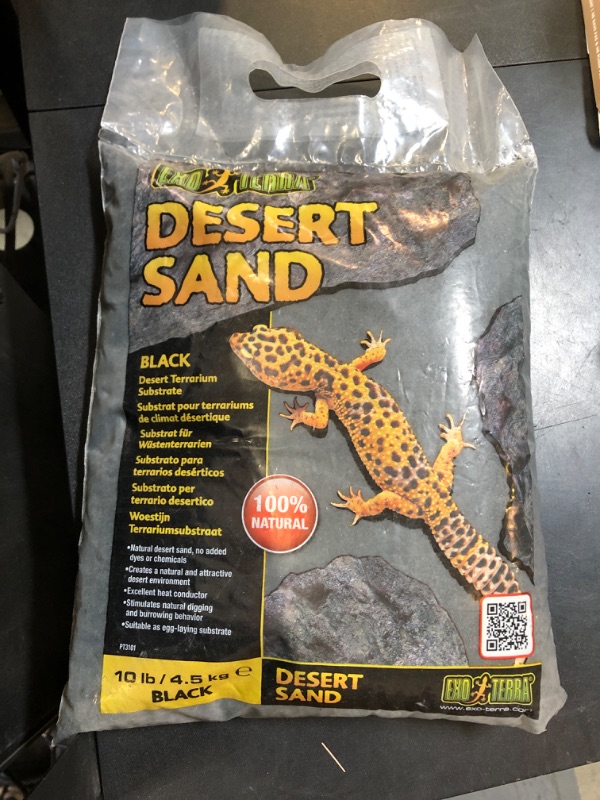 EXO TERRA
DESERT
SAND
BLACK
Desert Terrarium
Substrate
Substrat pour terrariums
de climat désertique
Substrat für
Wüstenterrarien
Substrato para
terrarios desérticos
Substrato per
terrario desertico
Woestijn
Terrariumsubstraat
•Natural desert sand, no added
dyes or chemicals
•Creates a natural and attractive
desert environment
•Excellent heat conductor
•Stimulates natural digging
and burrowing behavior
•Suitable as egg-laying substrate
PT3101
100%
NATURAL
10 lb / 4.5 kg e
BLACK
DESERT
SAND
EXO TERRA
www.exo-terra.com